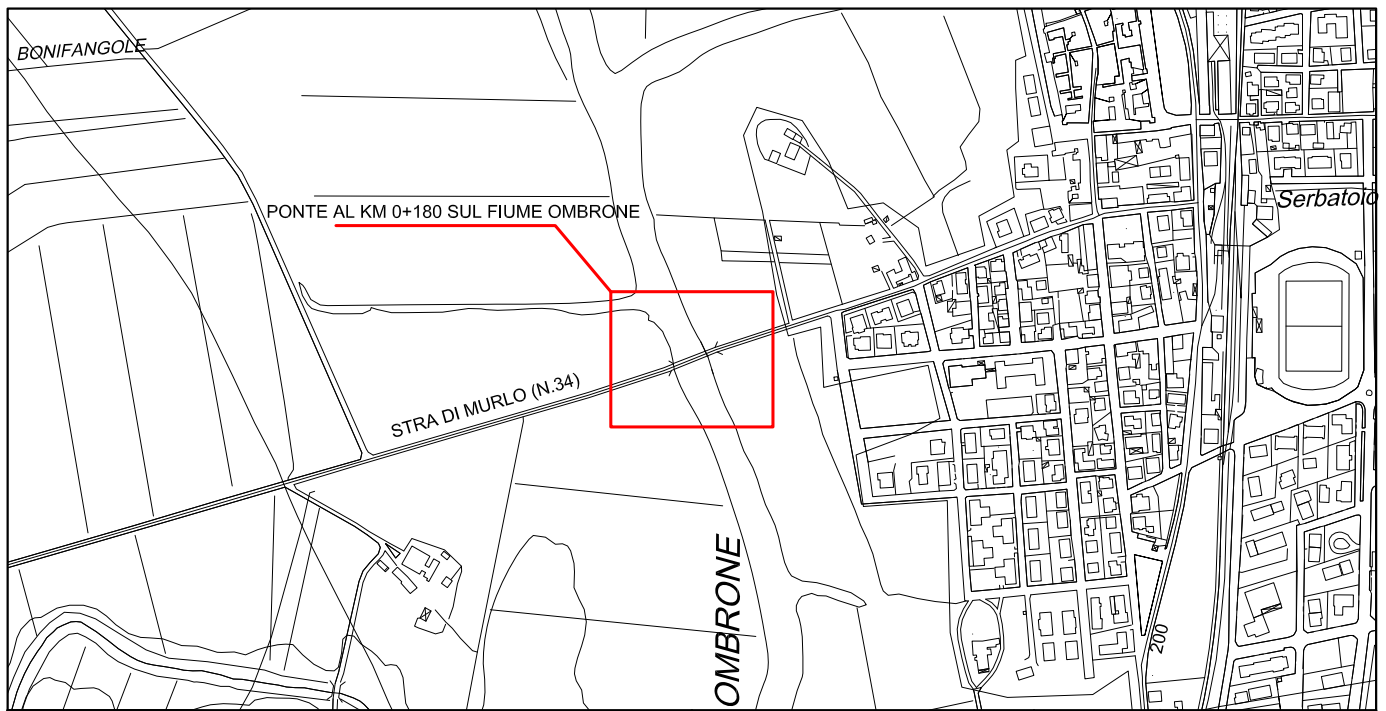 BONIFANGOLE
Serbatoio
PONTE AL KM 0+180 SUL FIUME OMBRONE
STRA DI MURLO (N.34)
OMBRONE
200